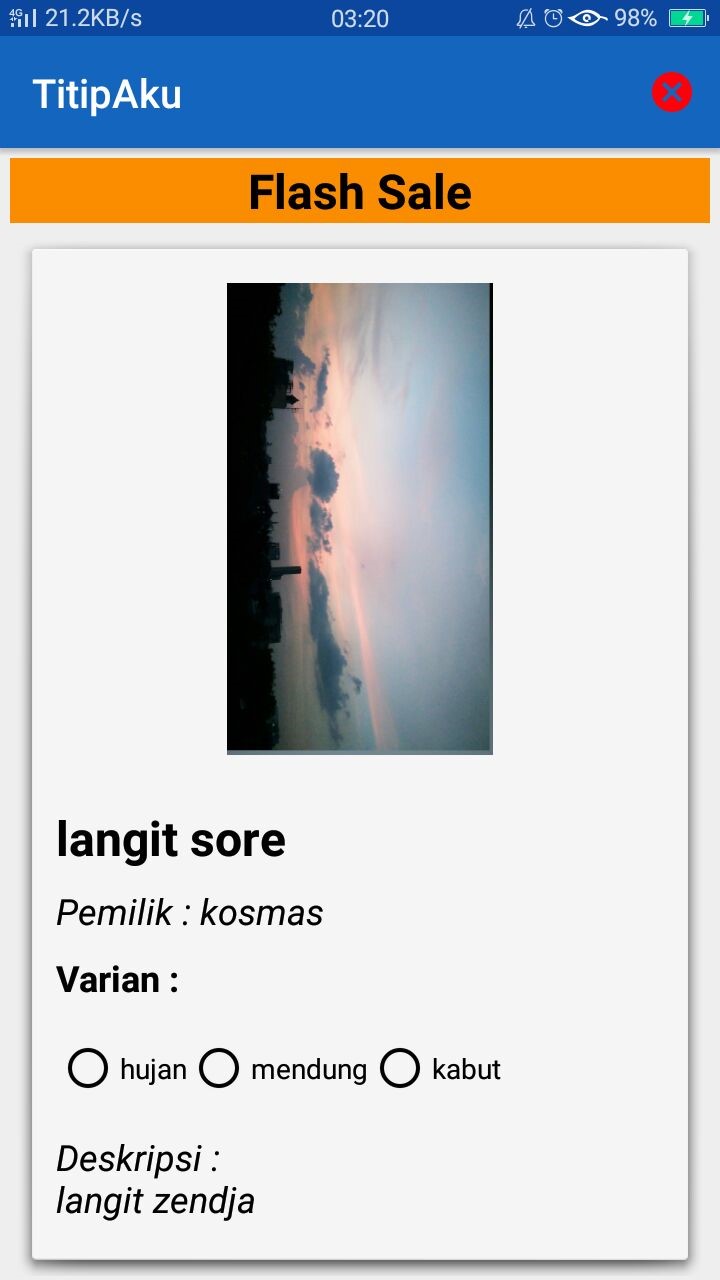 4G 21.2KB/s 03:20 98%
TitipAku
Flash Sale
langit sore
Pemilik : kosmas
Varian :
hujan mendung kabut
Deskripsi :
langit zendja